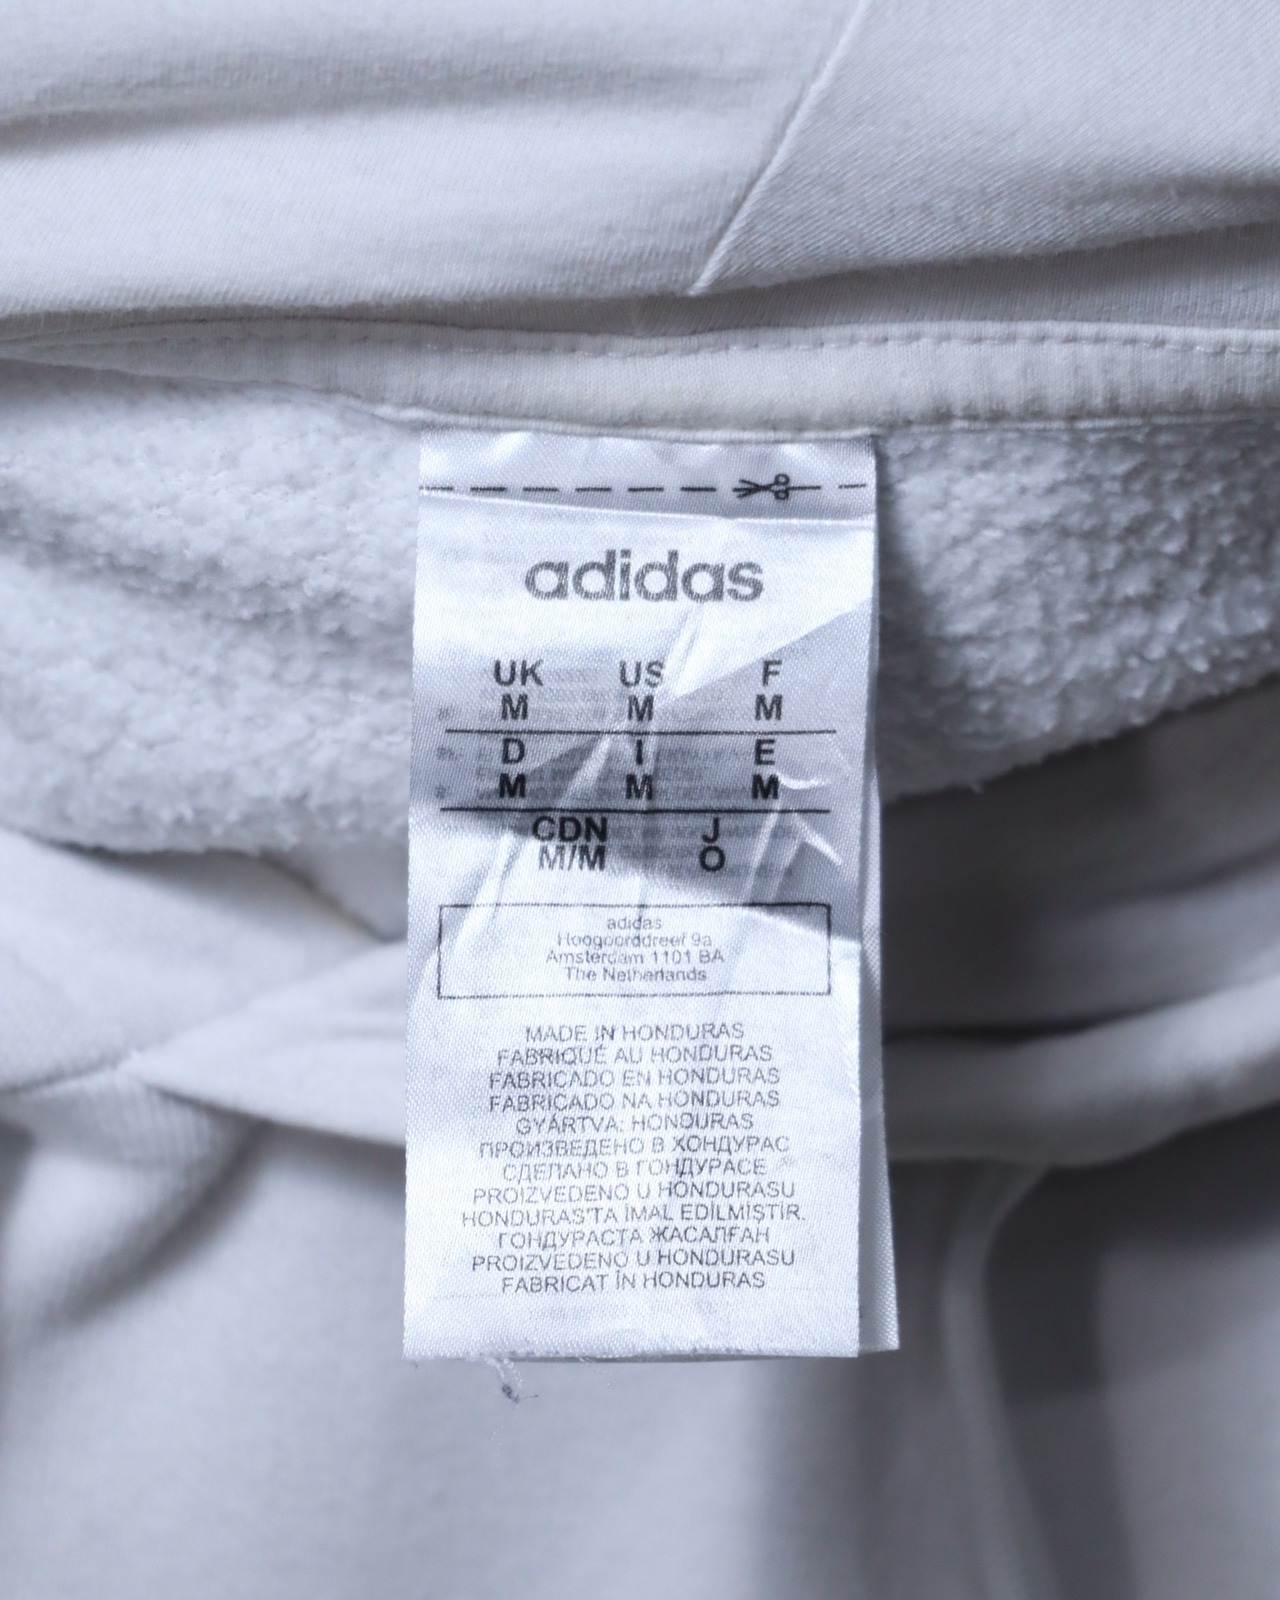 adidas
UK US F
M M M
D I E
M M M
CDN J
M/M O
adidas
Hoogoorddreef 9a
Amsterdam 1101 BA
The Netherlands
MADE IN HONDURAS
FABRIQUÉ AU HONDURAS
FABRICADO EN HONDURAS
FABRICADO NA HONDURAS
GYÁRTVA: HONDURAS
ПРОИЗВЕДЕНО В ХОНДУРАС
СДЕЛАНО В ГОНДУРАСЕ
PROIZVEDENO U HONDURASU
HONDURAS'TA İMAL EDİLMİŞTİR.
ГОНДУРАСТА ЖАСАЛҒАН
PROIZVEDENO U HONDURASU
FABRICAT ÎN HONDURAS